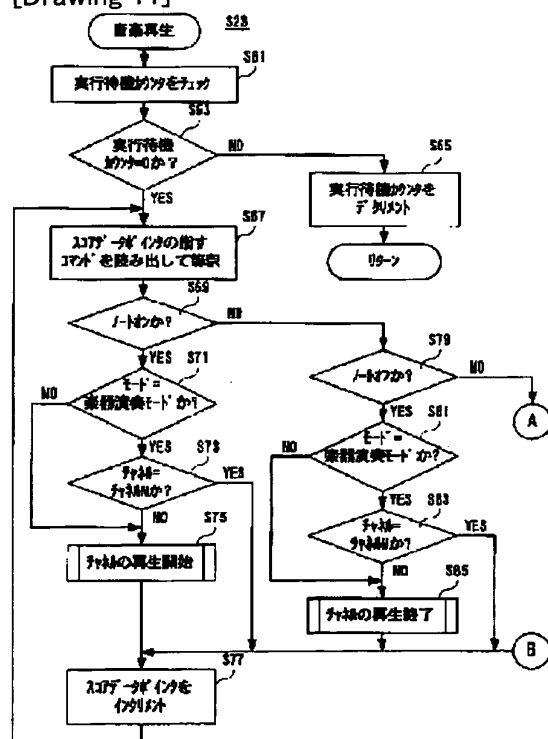 [Drawing 11]
音楽再生
S23
S61
実行待機カウンタをチェック
S63
実行待機
カウンタ=0か?
NO
YES
S65
実行待機カウンタを
デクリメント
リターン
S67
スコアデータポインタの指す
コマンドを読み出して解釈
S69
ノートオンか?
NO
YES
S71
モード=
楽器演奏モードか?
NO
YES
S73
チャネル=
チャネルNか?
YES
NO
S75
チャネルの再生開始
S77
スコアデータポインタを
インクリメント
S79
ノートオフか?
NO
YES
A
S81
モード=
楽器演奏モードか?
NO
YES
S83
チャネル=
チャネルNか?
YES
NO
S85
チャネルの再生終了
B